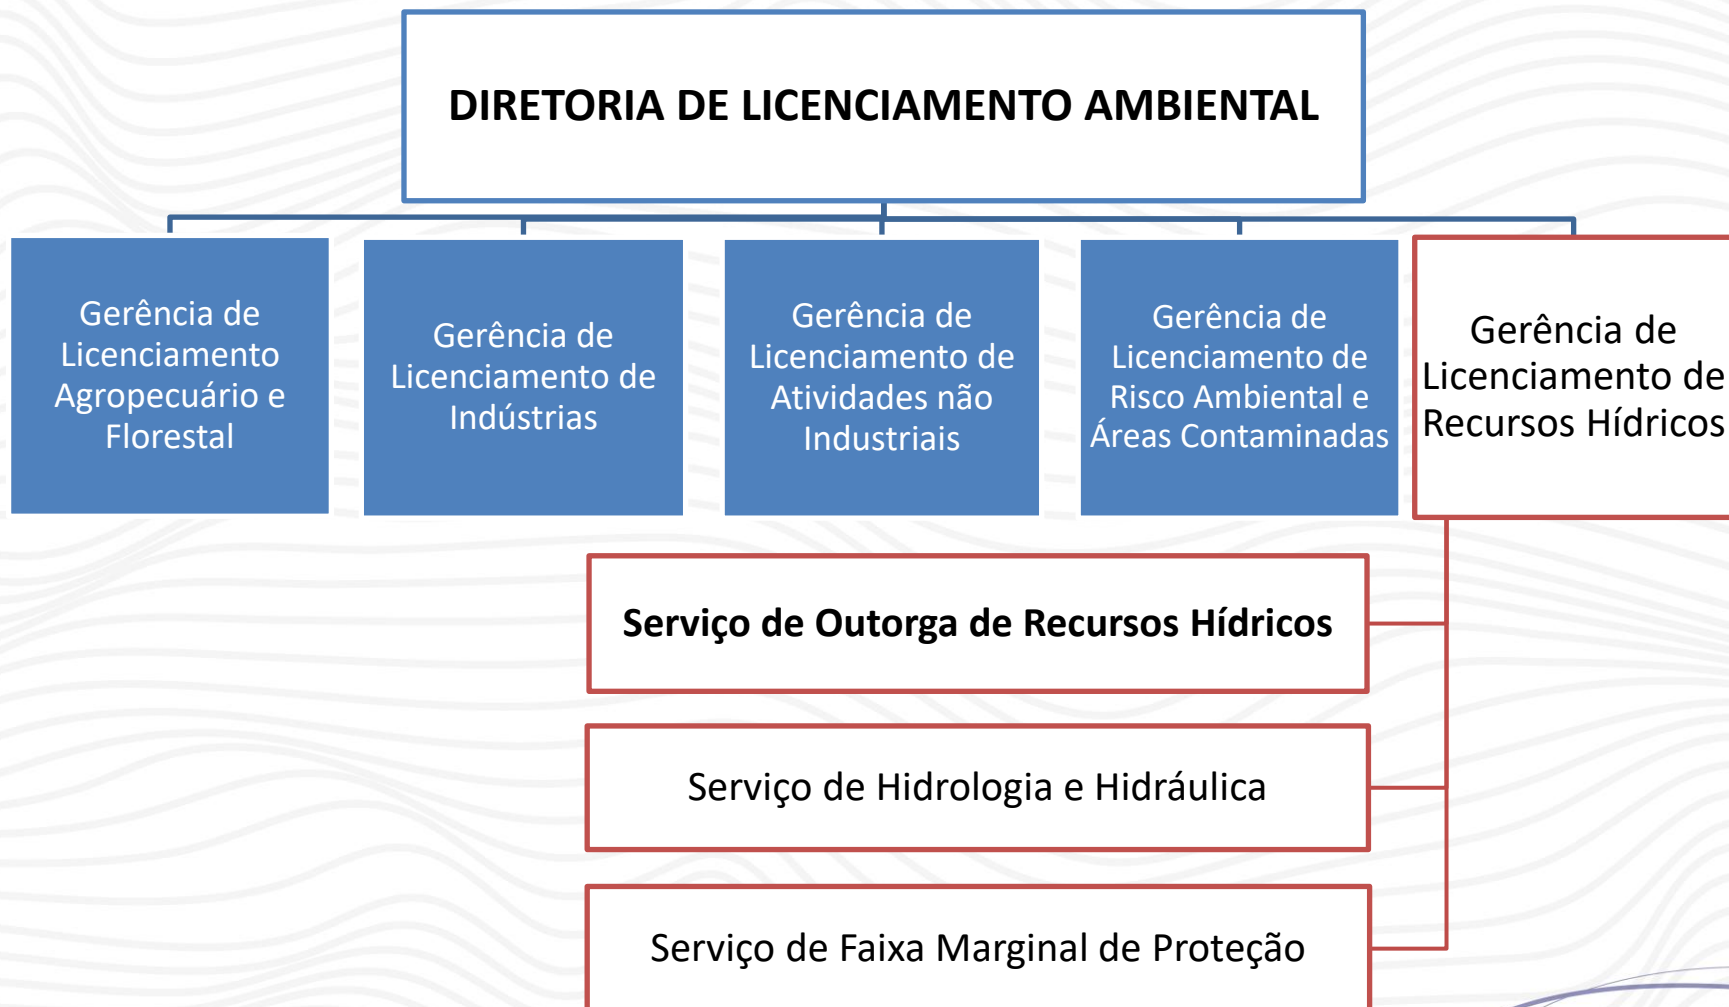 DIRETORIA DE LICENCIAMENTO AMBIENTAL
Gerência de
Licenciamento
Agropecuário e
Florestal
Gerência de
Licenciamento de
Indústrias
Gerência de
Licenciamento de
Atividades não
Industriais
Gerência de
Licenciamento de
Risco Ambiental e
Áreas Contaminadas
Gerência de
Licenciamento de
Recursos Hídricos
Serviço de Outorga de Recursos Hídricos
Serviço de Hidrologia e Hidráulica
Serviço de Faixa Marginal de Proteção